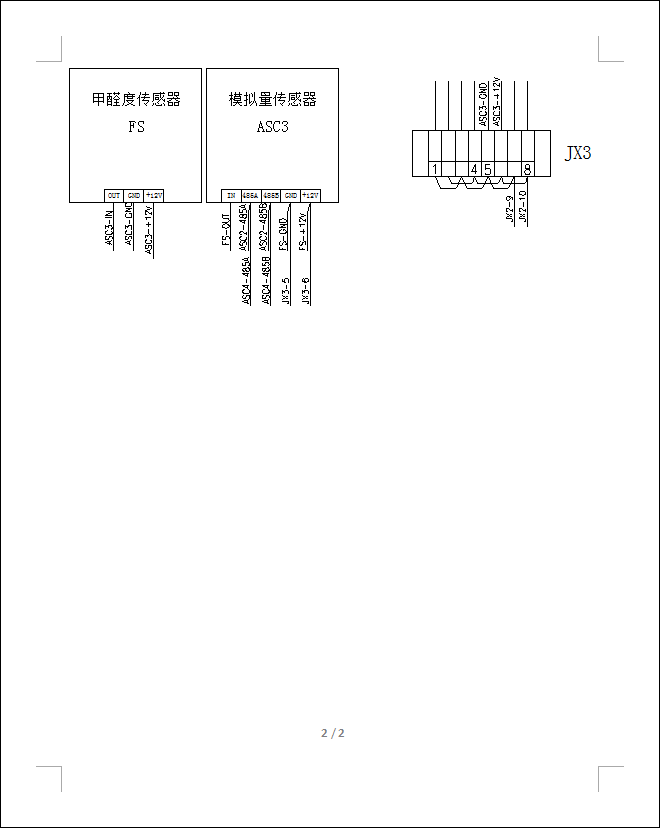 甲醛度传感器
FS
OUT GND +12V
ASC3-IN
ASC3-GND
ASC3-+12V
模拟量传感器
ASC3
IN 485A 485B GND +12V
FS-OUT
ASC2-485A
ASC2-485B
FS-GND
FS-+12V
ASC4-485A
ASC4-485B
JX3-5
JX3-6
ASC3-GND
ASC3-+12V
1 4 5 8
JX3
JX2-9
JX2-10
2 / 2